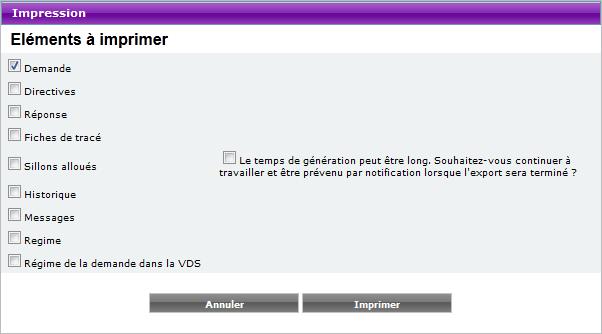 Impression
Eléments à imprimer
Demande
Directives
Réponse
Fiches de tracé
Sillons alloués
Le temps de génération peut être long. Souhaitez-vous continuer à
travailler et être prévenu par notification lorsque l'export sera terminé ?
Historique
Messages
Regime
Régime de la demande dans la VDS
Annuler
Imprimer